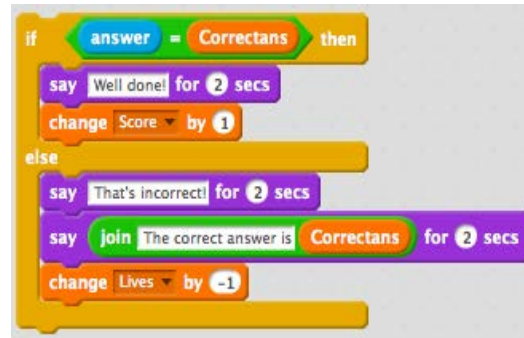 if answer = Correctans then
say Well done! for 2 secs
change Score by 1
else
say That's incorrect! for 2 secs
say join The correct answer is Correctans for 2 secs
change Lives by -1